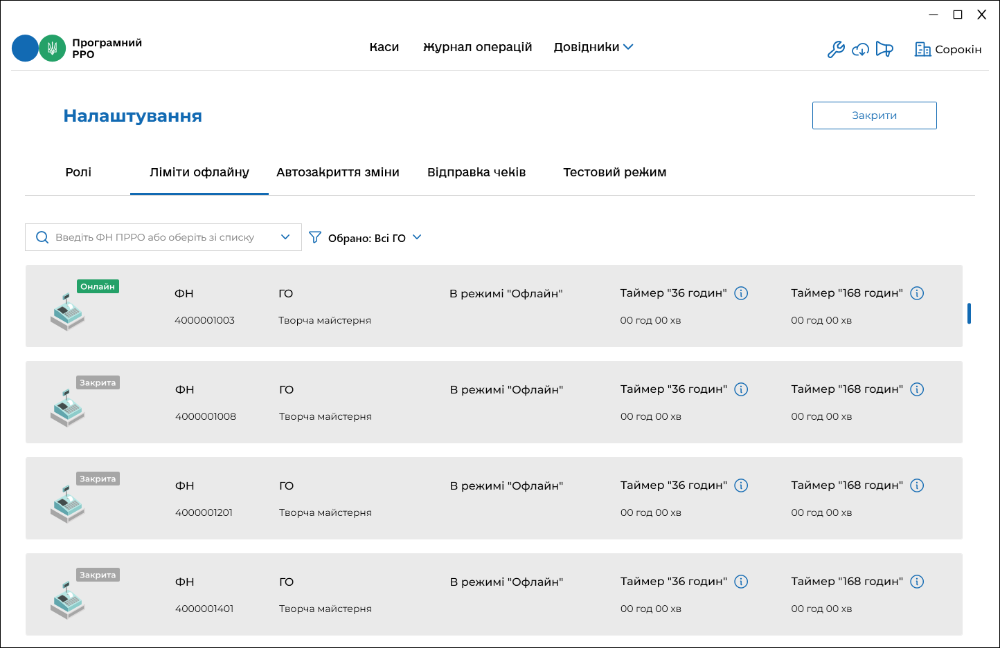 Програмний
РРО
Каси
Журнал операцій
Довідники
Сорокін
Налаштування
Закрити
Ролі
Ліміти офлайну
Автозакриття зміни
Відправка чеків
Тестовий режим
Введіть ФН ПРРО або оберіть зі списку
Обрано: Всі ГО
Онлайн
ФН
ГО
В режимі "Офлайн"
Таймер "36 годин"
Таймер "168 годин"
4000001003
Творча майстерня
00 год 00 хв
00 год 00 хв
Закрита
ФН
ГО
В режимі "Офлайн"
Таймер "36 годин"
Таймер "168 годин"
4000001008
Творча майстерня
00 год 00 хв
00 год 00 хв
Закрита
ФН
ГО
В режимі "Офлайн"
Таймер "36 годин"
Таймер "168 годин"
4000001201
Творча майстерня
00 год 00 хв
00 год 00 хв
Закрита
ФН
ГО
В режимі "Офлайн"
Таймер "36 годин"
Таймер "168 годин"
4000001401
Творча майстерня
00 год 00 хв
00 год 00 хв